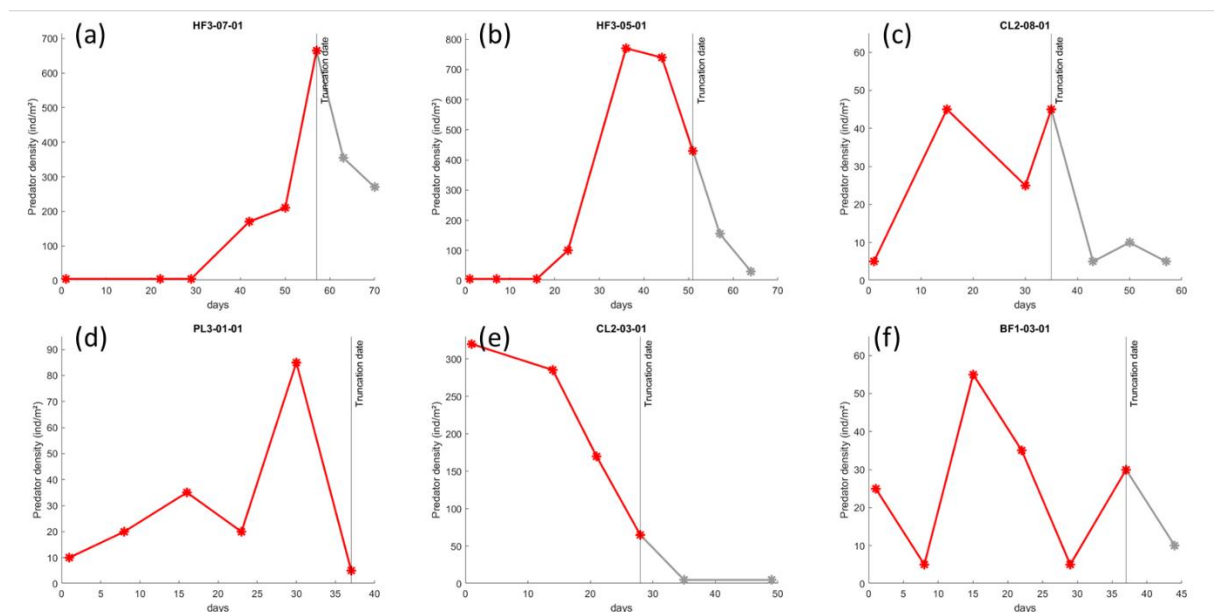 (a)
HF3-07-01
Predator density (ind/m²)
700
600
500
400
300
200
100
0
0 10 20 30 40 50 60 70
days
Truncation date
(b)
HF3-05-01
Predator density (ind/m²)
800
700
600
500
400
300
200
100
0
0 10 20 30 40 50 60 70
days
Truncation date
(c)
CL2-08-01
Predator density (ind/m²)
60
50
40
30
20
10
0
0 10 20 30 40 50 60
days
Truncation date
(d)
PL3-01-01
Predator density (ind/m²)
90
80
70
60
50
40
30
20
10
0
0 5 10 15 20 25 30 35 40
days
Truncation date
(e)
CL2-03-01
Predator density (ind/m²)
300
250
200
150
100
50
0
0 10 20 30 40 50
days
Truncation date
(f)
BF1-03-01
Predator density (ind/m²)
60
50
40
30
20
10
0
0 5 10 15 20 25 30 35 40 45
days
Truncation date